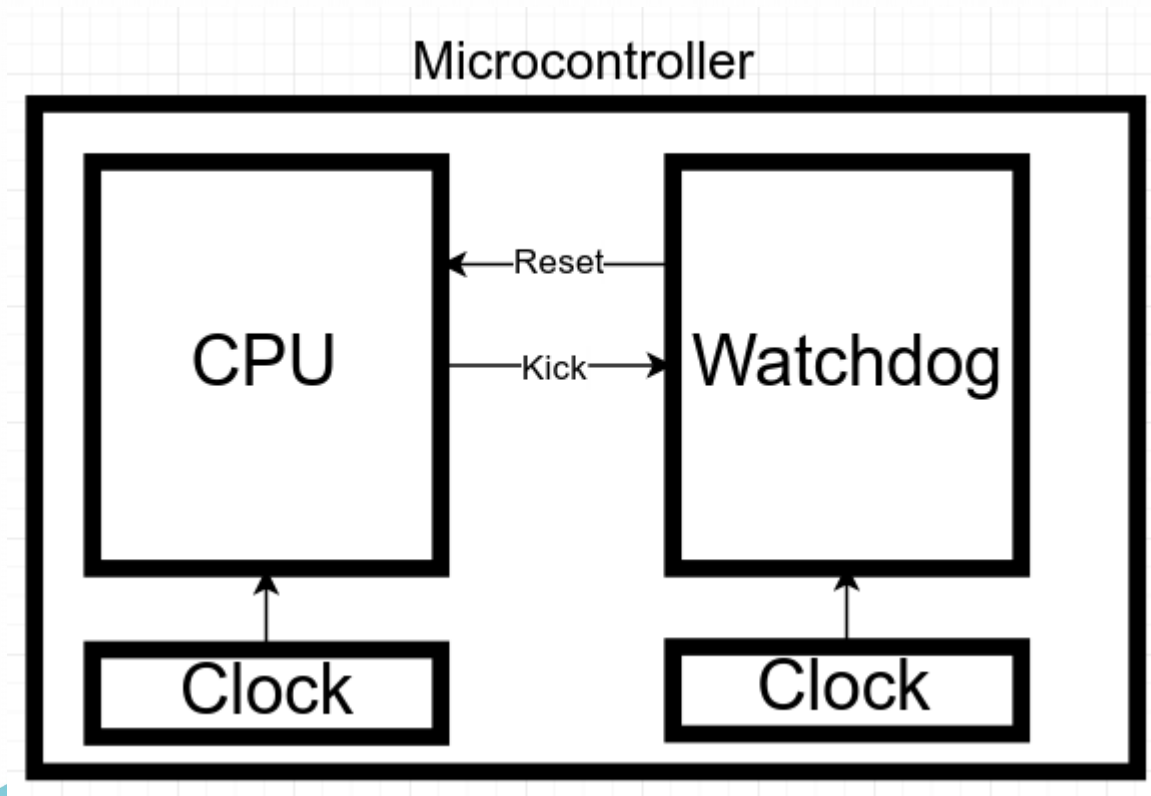 Microcontroller
Reset
CPU
Kick
Watchdog
Clock
Clock